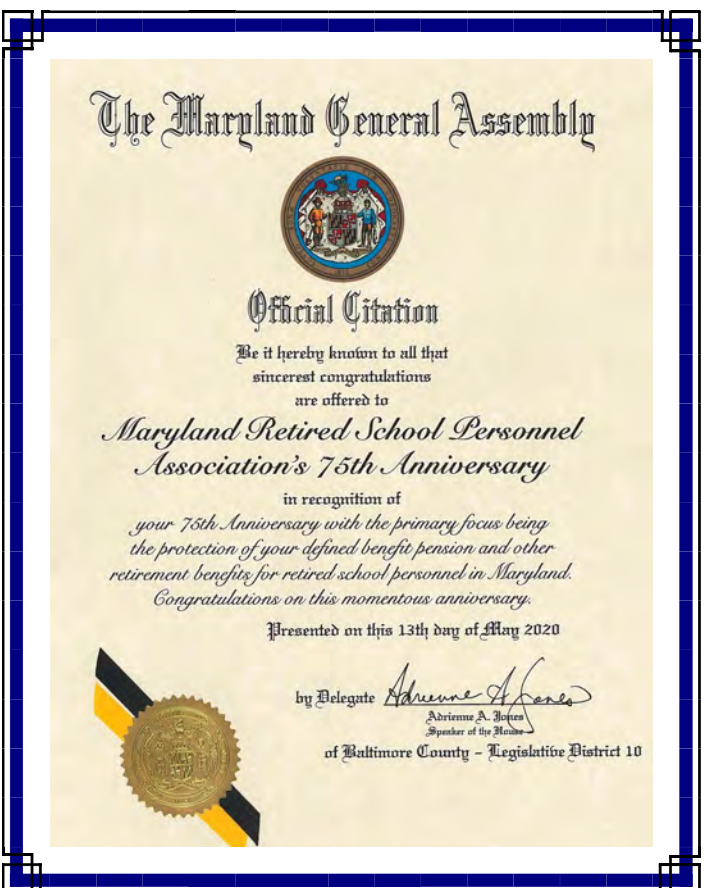 The Maryland General Assembly
Official Citation
Be it hereby known to all that
sincerest congratulations
are offered to
Maryland Retired School Personnel
Association's 75th Anniversary
in recognition of
your 75th Anniversary with the primary focus being
the protection of your defined benefit pension and other
retirement benefits for retired school personnel in Maryland.
Congratulations on this momentous anniversary.
Presented on this 13th day of May 2020
by Delegate Adrienne A. Jones
Adrienne A. Jones
Speaker of the House
of Baltimore County – Legislative District 10